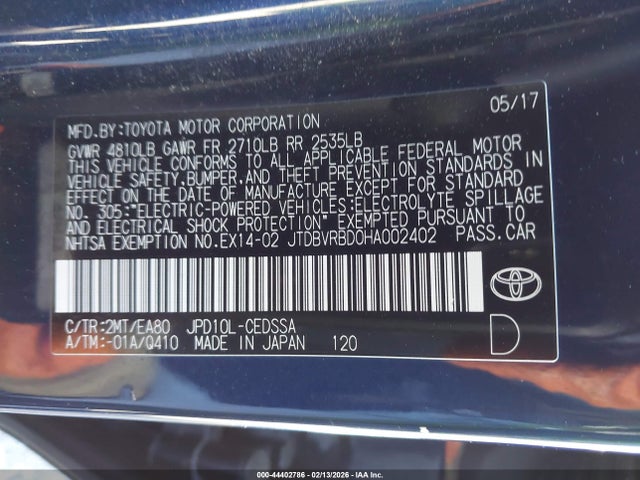 05/17
MFD.BY:TOYOTA MOTOR CORPORATION
GVWR 4810LB GAWR FR 2710LB RR 2535LB
THIS VEHICLE CONFORMS TO ALL APPLICABLE FEDERAL MOTOR
VEHICLE SAFETY,BUMPER,AND THEFT PREVENTION STANDARDS IN
EFFECT ON THE DATE OF MANUFACTURE EXCEPT FOR STANDARD
NO. 305:"ELECTRIC-POWERED VEHICLES:ELECTROLYTE SPILLAGE
AND ELECTRICAL SHOCK PROTECTION" EXEMPTED PURSUANT TO
NHTSA EXEMPTION NO.EX14-02 JTDBVRBD0HA002402 PASS.CAR
C/TR:2MT/EA80 JPD10L-CEDSSA
A/TM:-01A/Q410 MADE IN JAPAN 120
D
000-44402786 - 02/13/2026 - IAA Inc.